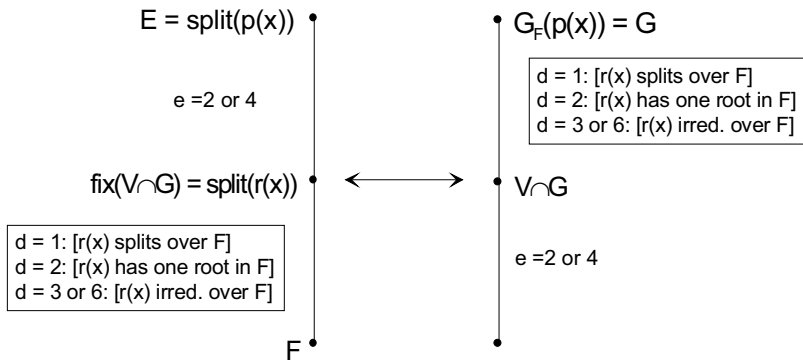 E = split(p(x))
e =2 or 4
fix(V∩G) = split(r(x))
d = 1: [r(x) splits over F]
d = 2: [r(x) has one root in F]
d = 3 or 6: [r(x) irred. over F]
F
G_F(p(x)) = G
d = 1: [r(x) splits over F]
d = 2: [r(x) has one root in F]
d = 3 or 6: [r(x) irred. over F]
V∩G
e =2 or 4